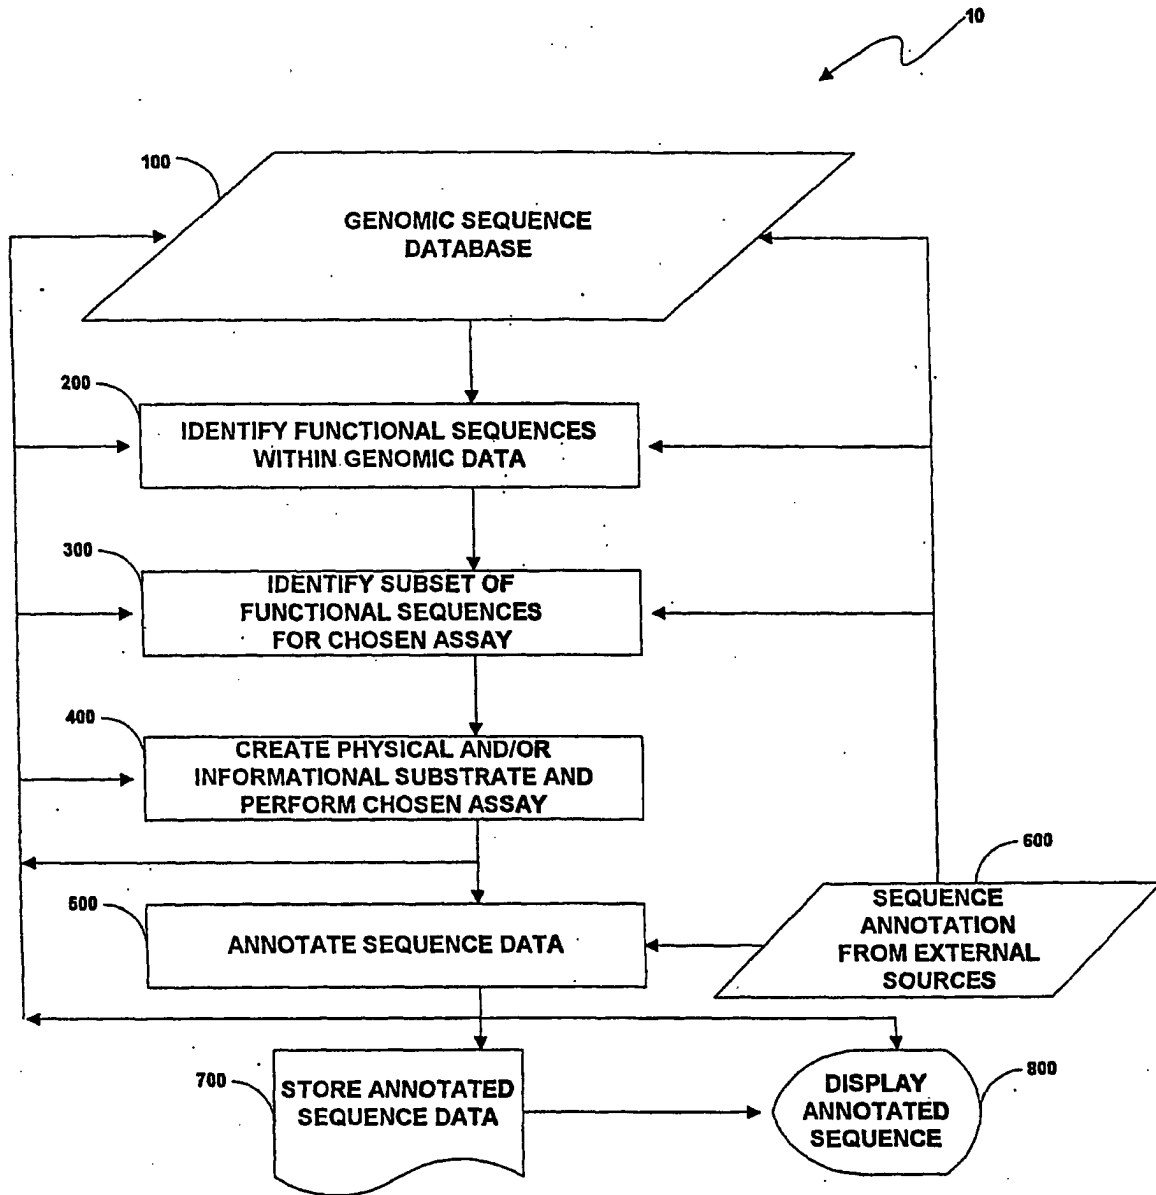 10
100
GENOMIC SEQUENCE
DATABASE
200
IDENTIFY FUNCTIONAL SEQUENCES
WITHIN GENOMIC DATA
300
IDENTIFY SUBSET OF
FUNCTIONAL SEQUENCES
FOR CHOSEN ASSAY
400
CREATE PHYSICAL AND/OR
INFORMATIONAL SUBSTRATE AND
PERFORM CHOSEN ASSAY
500
ANNOTATE SEQUENCE DATA
600
SEQUENCE
ANNOTATION
FROM EXTERNAL
SOURCES
700
STORE ANNOTATED
SEQUENCE DATA
800
DISPLAY
ANNOTATED
SEQUENCE